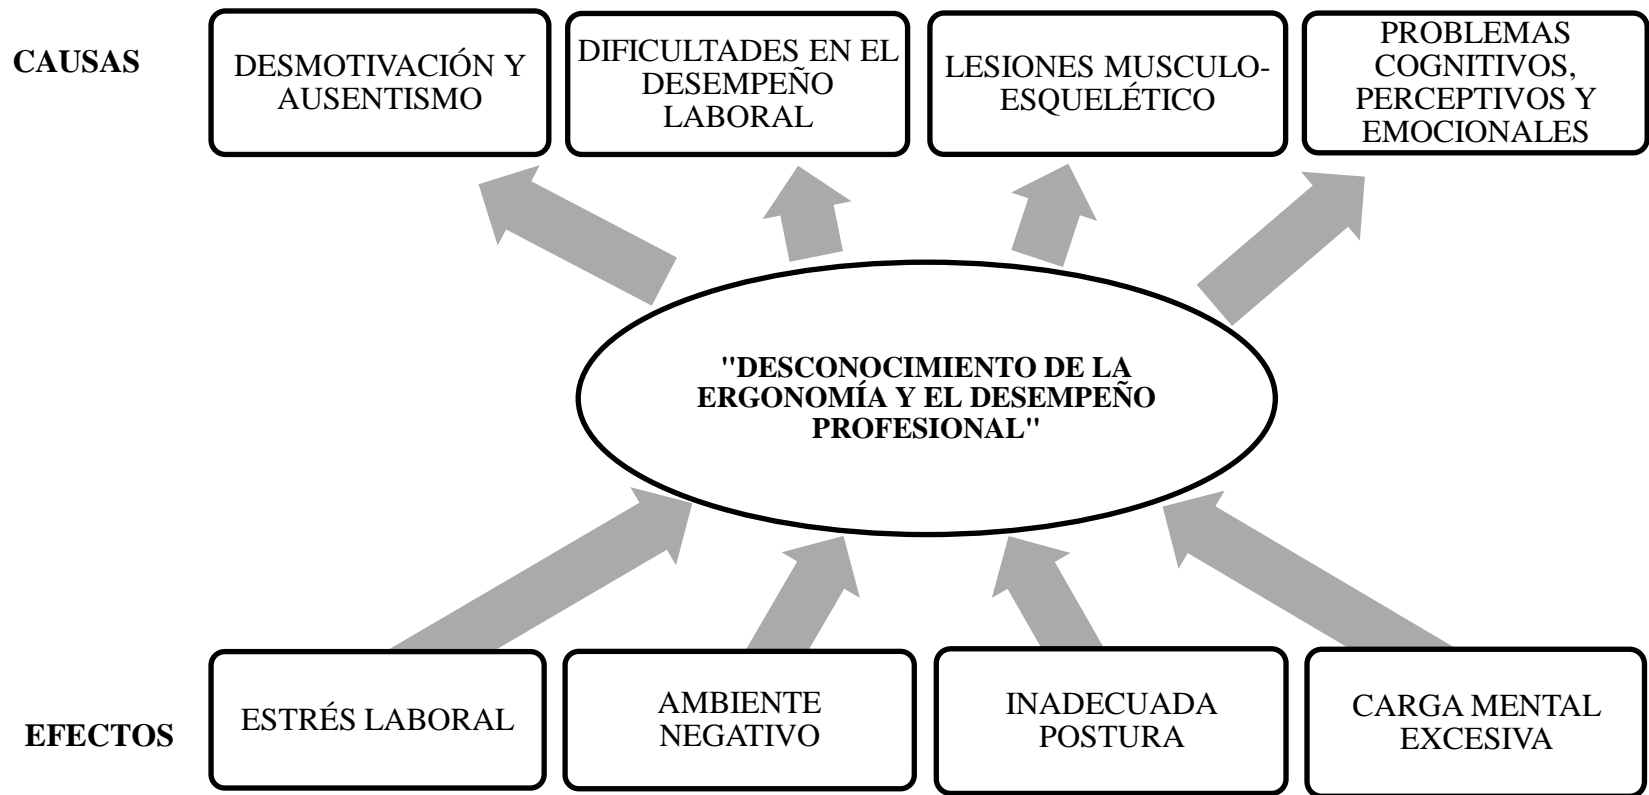 CAUSAS
DESMOTIVACIÓN Y
AUSENTISMO
DIFICULTADES EN EL
DESEMPEÑO
LABORAL
LESIONES MUSCULO-
ESQUELÉTICO
PROBLEMAS
COGNITIVOS,
PERCEPTIVOS Y
EMOCIONALES
"DESCONOCIMIENTO DE LA
ERGONOMÍA Y EL DESEMPEÑO
PROFESIONAL"
EFECTOS
ESTRÉS LABORAL
AMBIENTE
NEGATIVO
INADECUADA
POSTURA
CARGA MENTAL
EXCESIVA